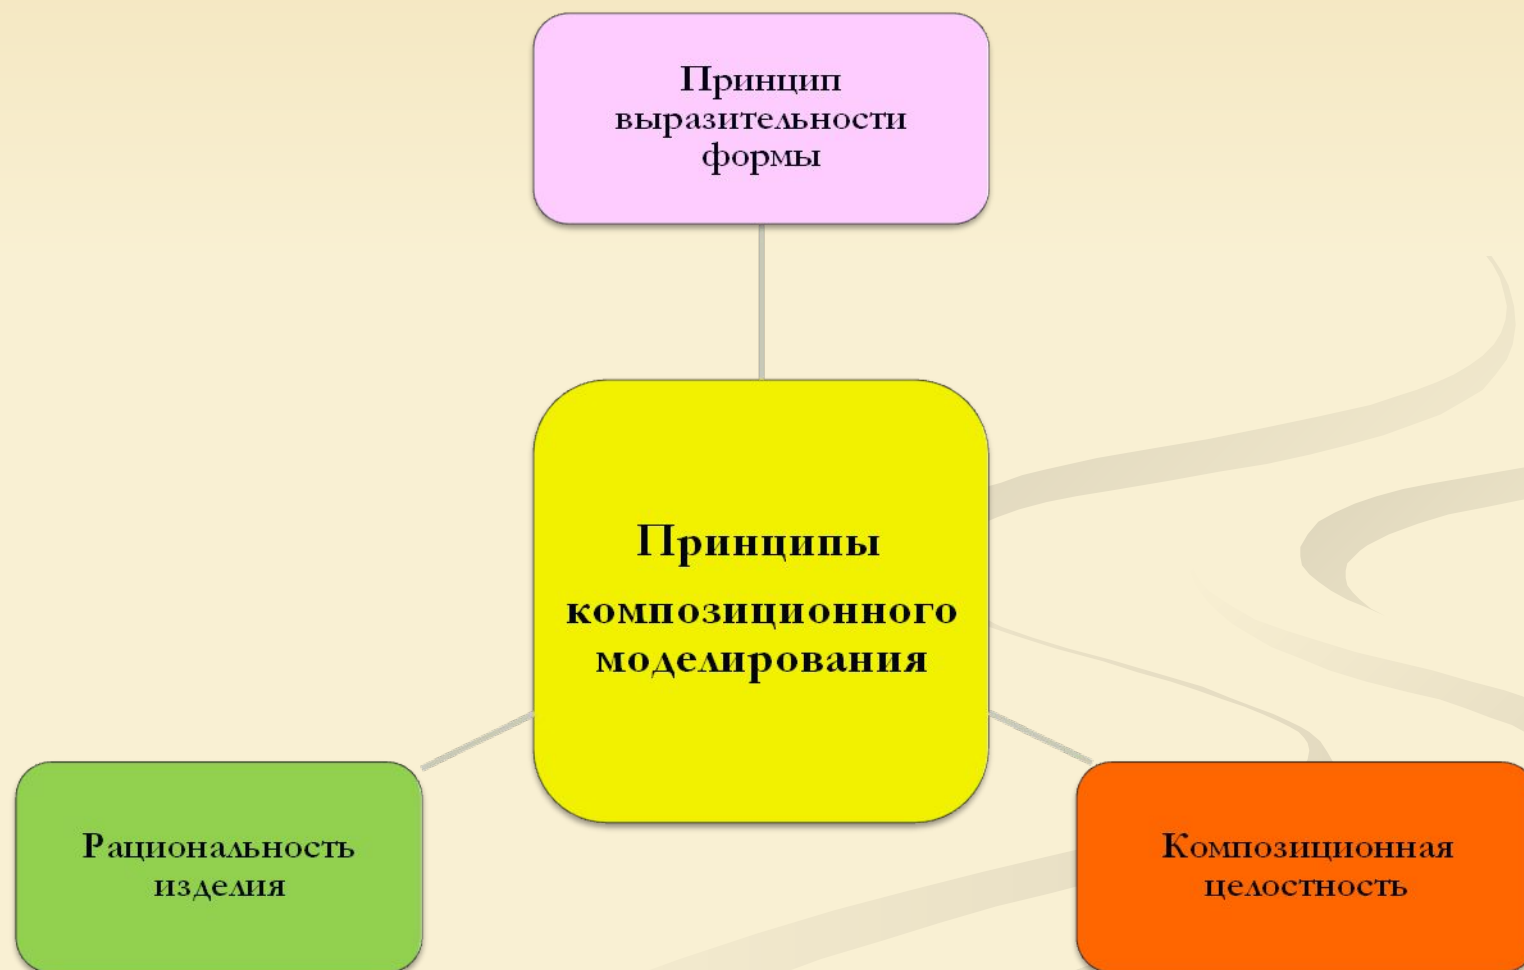 Принцип
выразительности
формы
Принципы
композиционного
моделирования
Рациональность
изделия
Композиционная
целостность